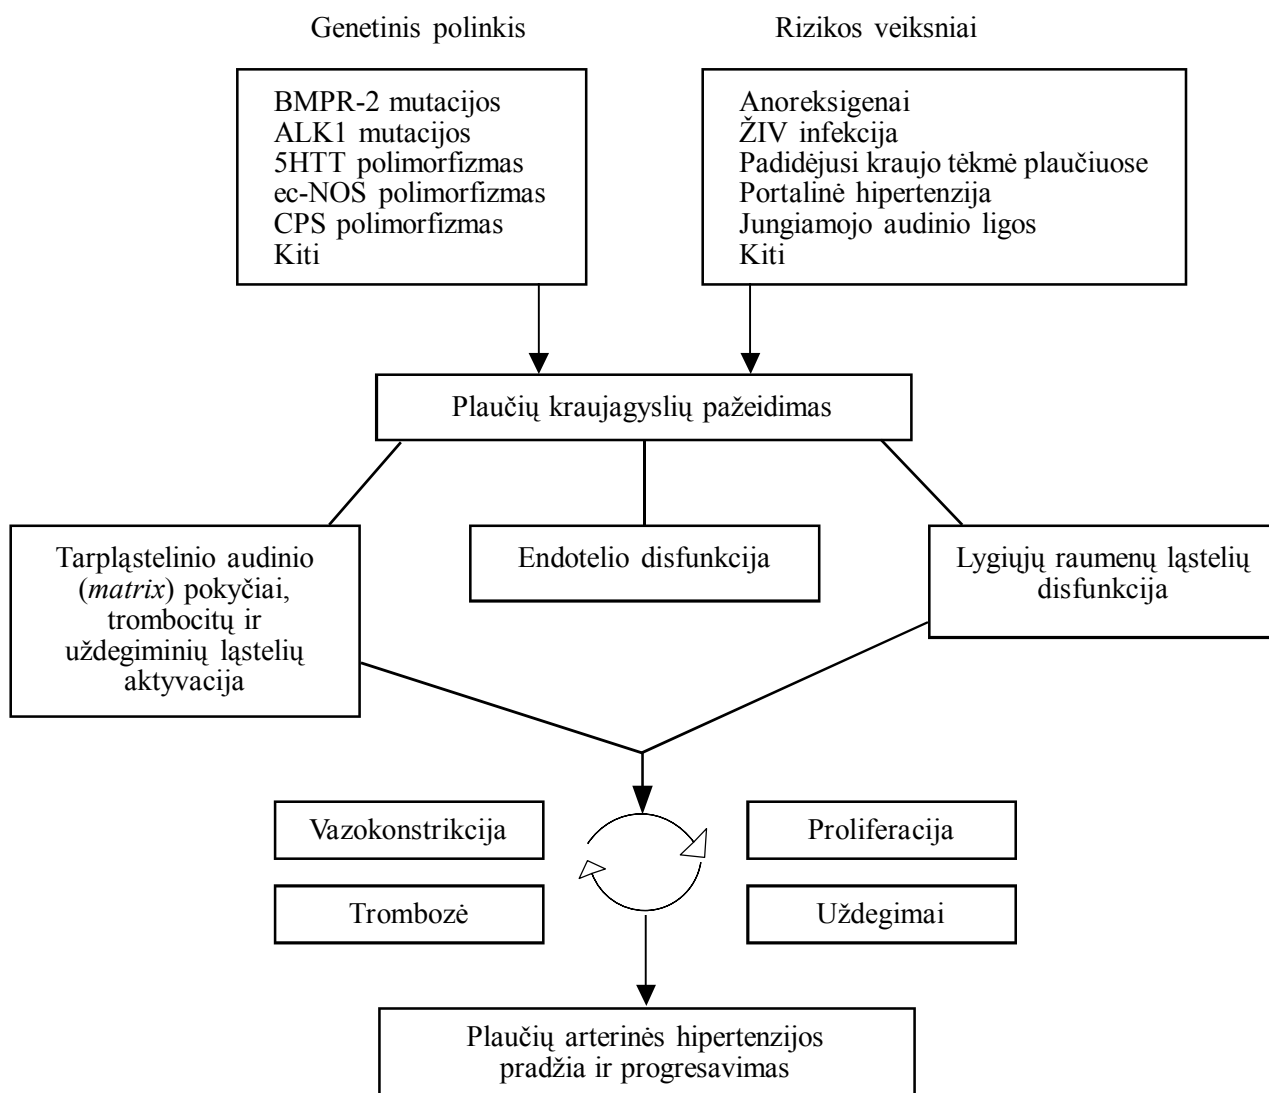 Genetinis polinkis
Rizikos veiksniai
BMPR-2 mutacijos
ALK1 mutacijos
5HTT polimorfizmas
ec-NOS polimorfizmas
CPS polimorfizmas
Kiti
Anoreksigenai
ŽIV infekcija
Padidėjusi kraujo tėkmė plaučiuose
Portalinė hipertenzija
Jungiamojo audinio ligos
Kiti
Plaučių kraujagyslių pažeidimas
Tarpląstelinio audinio
(matrix) pokyčiai,
trombocitų ir
uždegiminių ląstelių
aktyvacija
Endotelio disfunkcija
Lygiųjų raumenų ląstelių
disfunkcija
Vazokonstrikcija
Proliferacija
Trombozė
Uždegimai
Plaučių arterinės hipertenzijos
pradžia ir progresavimas